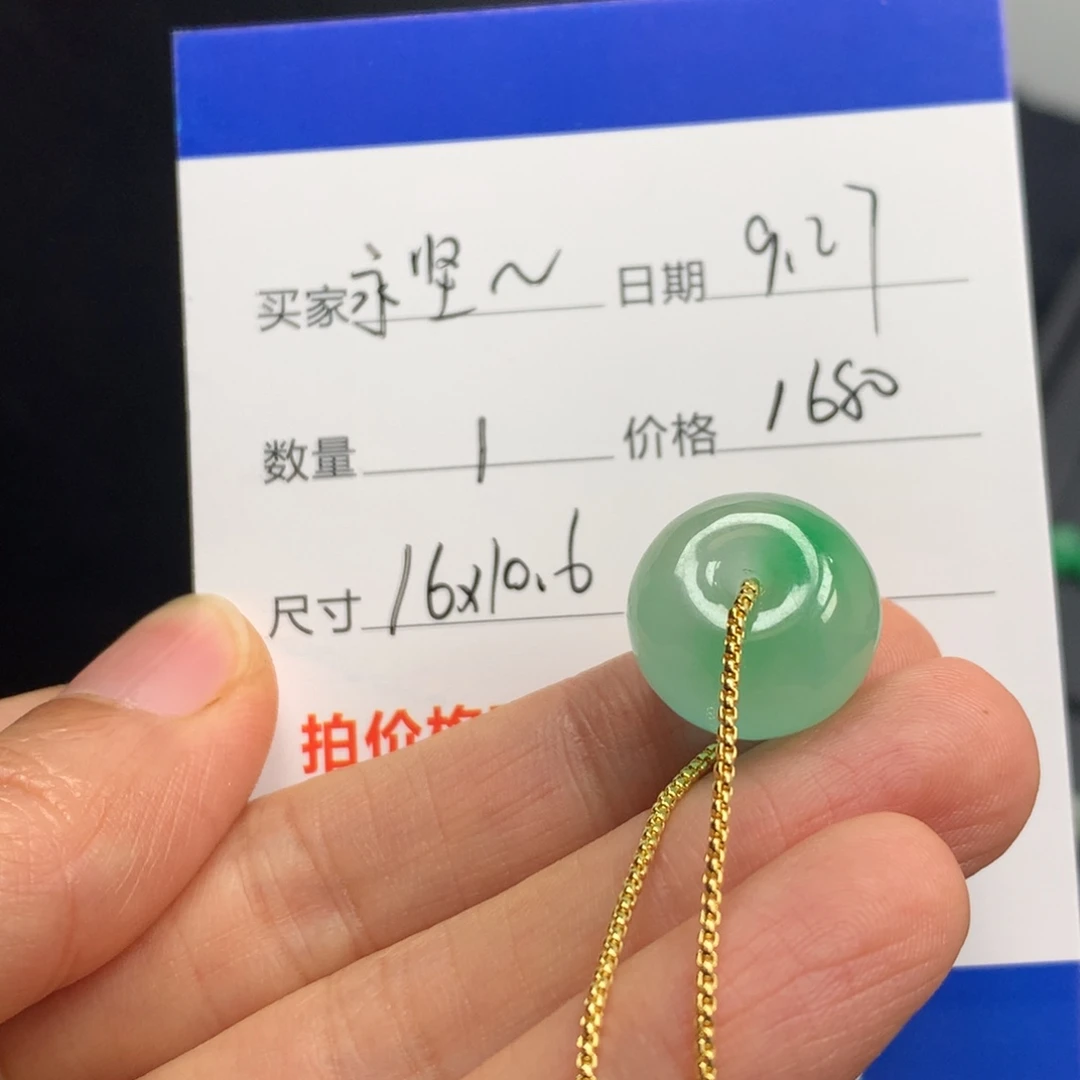 买家永坚~ 日期9.27
数量 1 价格 1680
尺寸 16x10.6
拍价格